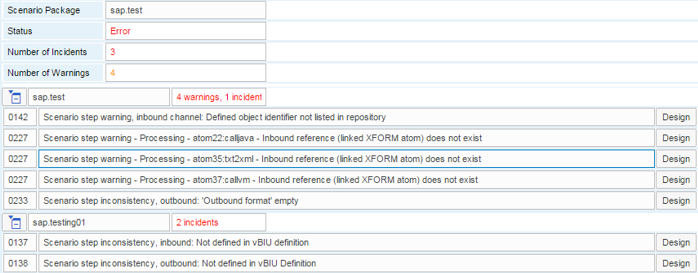 Scenario Package sap.test
Status Error
Number of Incidents 3
Number of Warnings 4
sap.test 4 warnings, 1 incident
0142 Scenario step warning, inbound channel: Defined object identifier not listed in repository Design
0227 Scenario step warning - Processing - atom22:calljava - Inbound reference (linked XFORM atom) does not exist Design
0227 Scenario step warning - Processing - atom35:txt2xml - Inbound reference (linked XFORM atom) does not exist Design
0227 Scenario step warning - Processing - atom37:callvm - Inbound reference (linked XFORM atom) does not exist Design
0233 Scenario step inconsistency, outbound: 'Outbound format' empty Design
sap.testing01 2 incidents
0137 Scenario step inconsistency, inbound: Not defined in vBIU definition Design
0138 Scenario step inconsistency, outbound: Not defined in vBIU Definition Design